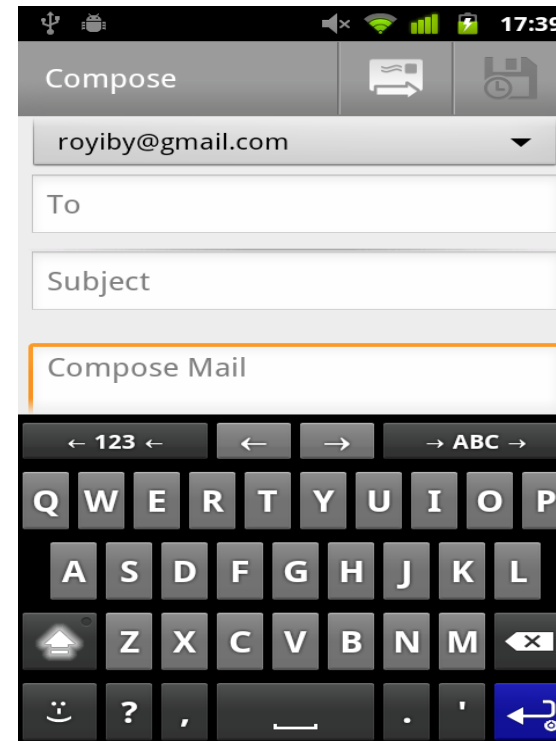 17:39
Compose
royiby@gmail.com
To
Subject
Compose Mail
← 123 ← ← → → ABC →
Q W E R T Y U I O P
A S D F G H J K L
Z X C V B N M
? , . '